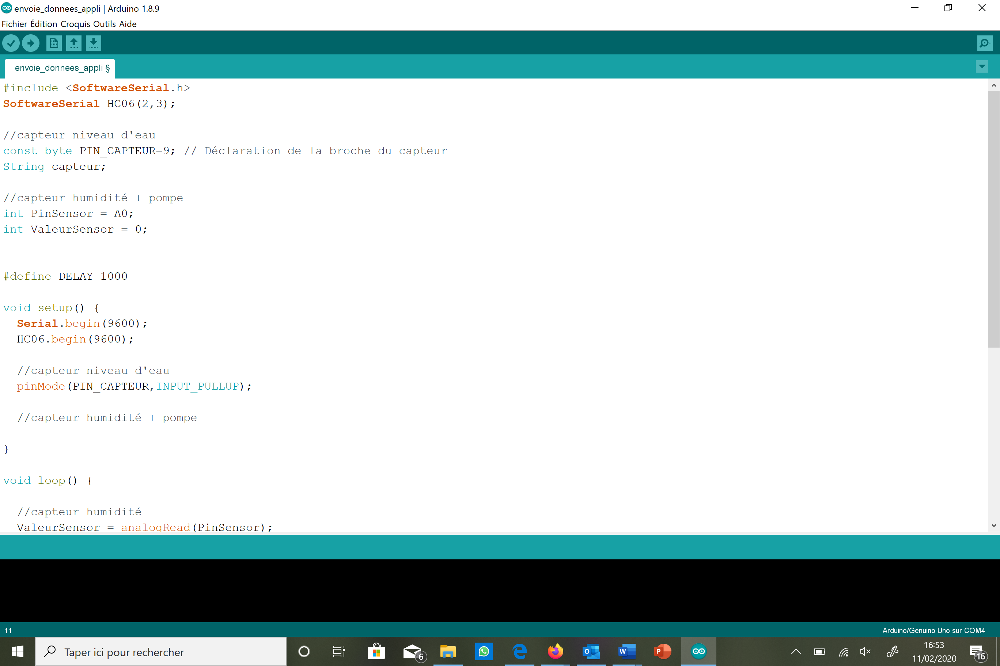 envoie_donnees_appli | Arduino 1.8.9
Fichier Édition Croquis Outils Aide
envoie_donnees_appli §
#include <SoftwareSerial.h>
SoftwareSerial HC06(2,3);
//capteur niveau d'eau
const byte PIN_CAPTEUR=9; // Déclaration de la broche du capteur
String capteur;
//capteur humidité + pompe
int PinSensor = A0;
int ValeurSensor = 0;
#define DELAY 1000
void setup() {
Serial.begin(9600);
HC06.begin(9600);
//capteur niveau d'eau
pinMode(PIN_CAPTEUR,INPUT_PULLUP);
//capteur humidité + pompe
}
void loop() {
//capteur humidité
ValeurSensor = analogRead(PinSensor);
11
Arduino/Genuino Uno sur COM4
Taper ici pour rechercher
6
O
W
P
16:53
11/02/2020
16